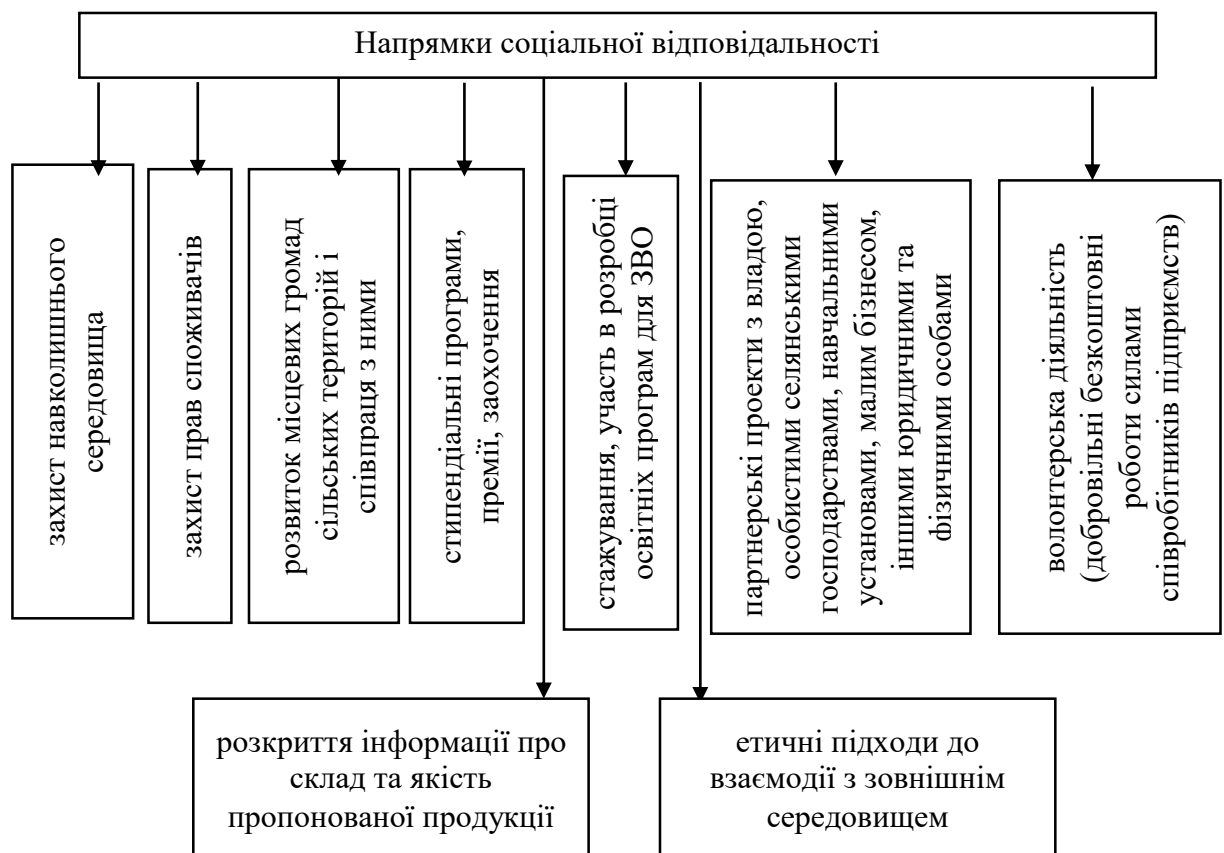 Напрямки соціальної відповідальності
захист навколишнього
середовища
захист прав споживачів
розвиток місцевих громад
сільських територій і
співпраця з ними
стипендіальні програми,
премії, заохочення
стажування, участь в розробці
освітніх програм для ЗВО
партнерські проекти з владою,
особистими селянськими
господарствами, навчальними
установами, малим бізнесом,
іншими юридичними та
фізичними особами
волонтерська діяльність
(добровільні безкоштовні
роботи силами
співробітників підприємств)
розкриття інформації про
склад та якість
пропонованої продукції
етичні підходи до
взаємодії з зовнішнім
середовищем